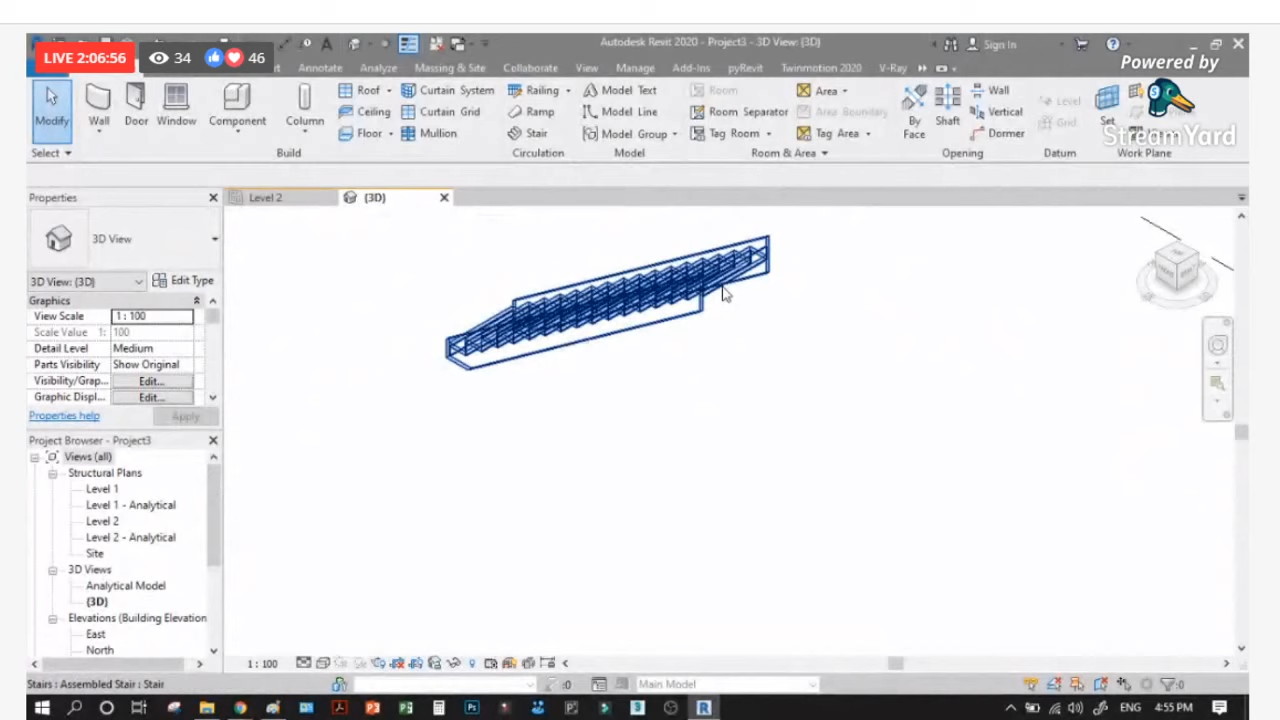 LIVE 2:06:56 34 46
Autodesk Revit 2020 - Project3 - 3D View: {3D}
Sign In
Powered by
StreamYard
Annotate Analyze Massing & Site Collaborate View Manage Add-Ins pyRevit Twinmotion 2020 V-Ray
Modify Wall Door Window Component Column
Roof Curtain System Railing Model Text Room Area Wall Level
Ceiling Curtain Grid Ramp Model Line Room Separator Area Boundary Vertical Grid
Floor Mullion Stair Model Group Tag Room Tag Area Dormer
By Face Shaft Set
Select Build Circulation Model Room & Area Opening Datum Work Plane
Properties
Level 2 {3D}
3D View
3D View: {3D} Edit Type
Graphics
View Scale 1 : 100
Scale Value 1: 100
Detail Level Medium
Parts Visibility Show Original
Visibility/Grap... Edit...
Graphic Displ... Edit...
Properties help Apply
Project Browser - Project3
Views (all)
Structural Plans
Level 1
Level 1 - Analytical
Level 2
Level 2 - Analytical
Site
3D Views
Analytical Model
{3D}
Elevations (Building Elevation
East
North
1 : 100
Stairs : Assembled Stair : Stair
:0 Main Model :0
ENG 4:55 PM